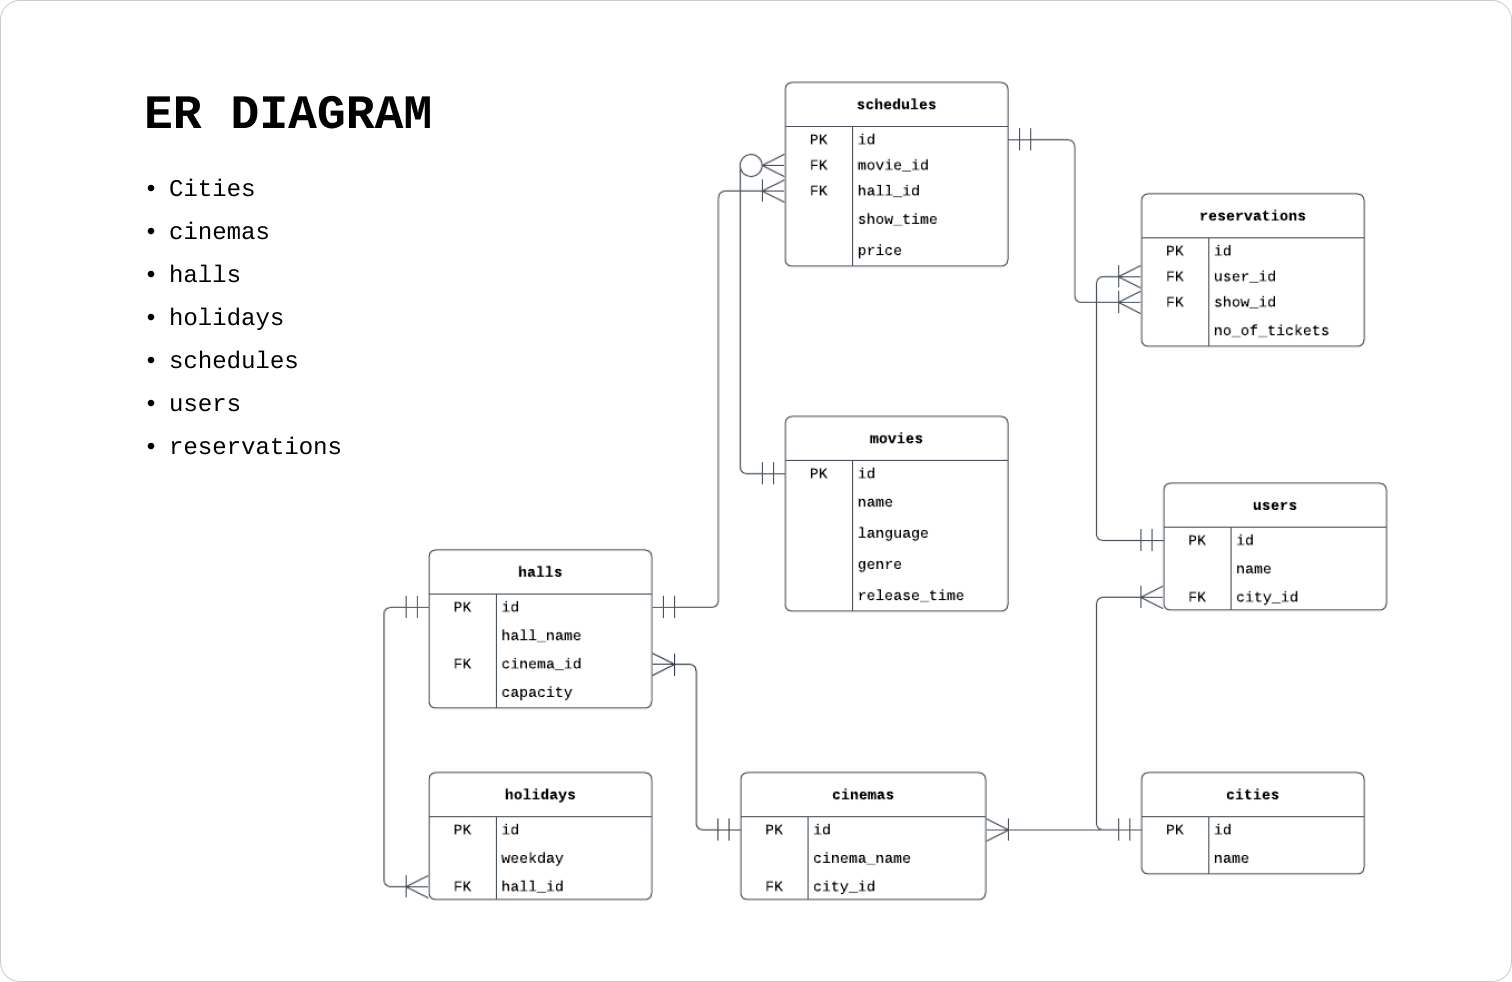 ER DIAGRAM
• Cities
• cinemas
• halls
• holidays
• schedules
• users
• reservations
schedules
PK id
FK movie_id
FK hall_id
show_time
price
reservations
PK id
FK user_id
FK show_id
no_of_tickets
movies
PK id
name
language
genre
release_time
users
PK id
name
FK city_id
halls
PK id
hall_name
FK cinema_id
capacity
holidays
PK id
weekday
FK hall_id
cinemas
PK id
cinema_name
FK city_id
cities
PK id
name